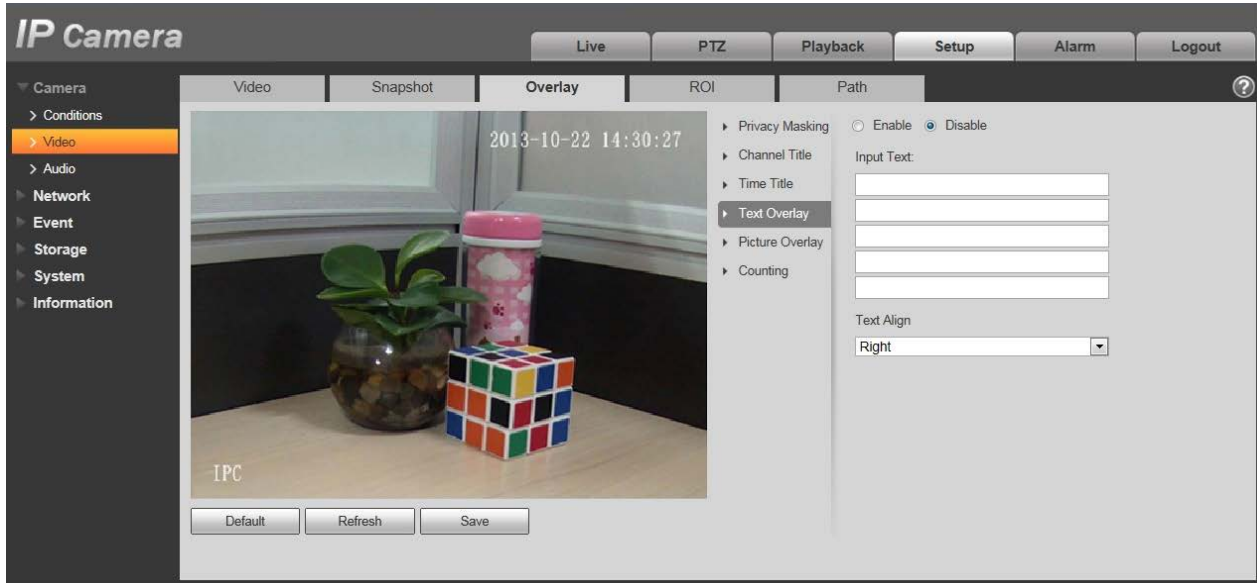 IP Camera
Live PTZ Playback Setup Alarm Logout
Camera
Conditions
Video
Audio
Network
Event
Storage
System
Information
Video Snapshot Overlay ROI Path ?
2013-10-22 14:30:27
IPC
Default Refresh Save
Privacy Masking
Channel Title
Time Title
Text Overlay
Picture Overlay
Counting
Enable Disable
Input Text:
Text Align
Right